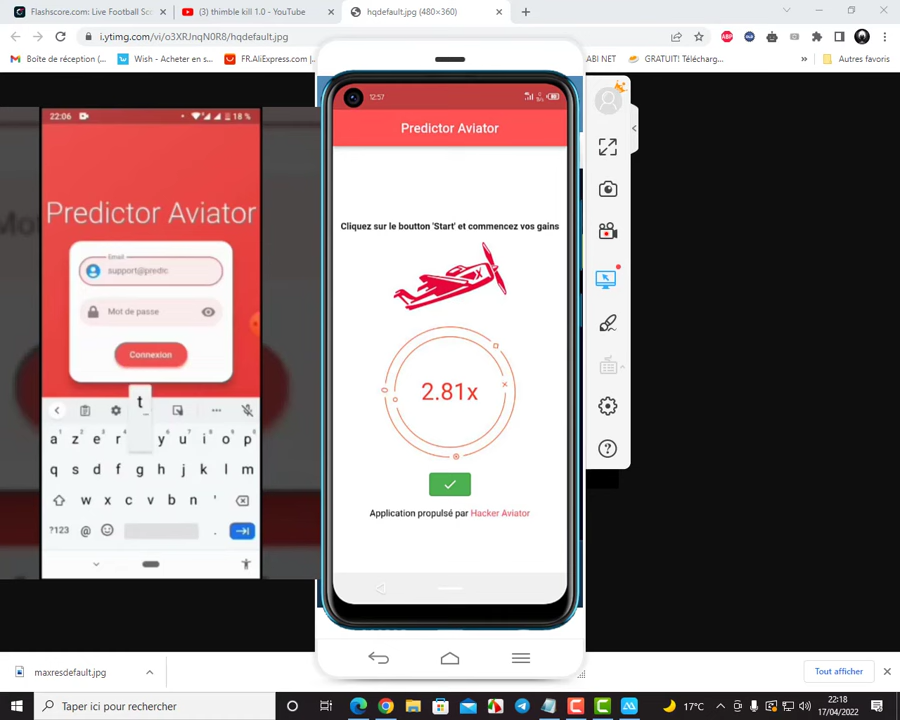 Flashscore.com: Live Football Sc
(3) thimble kill 1.0 - YouTube
hqdefault.jpg (480×360)
i.ytimg.com/vi/o3XRJnqN0R8/hqdefault.jpg
Boîte de réception (...
Wish - Acheter en s...
FR.AliExpress.com |...
ABI NET
GRATUIT: Télécharg...
»
Autres favoris
22:06
18 %
Predictor Aviator
Email
support@predic
Mot de passe
Connexion
t
a z e r y u i o p
q s d f g h j k l m
w x c v b n '
?123 @ .
12:57
Predictor Aviator
Cliquez sur le boutton 'Start' et commencez vos gains
X
2.81x
Application propulsé par Hacker Aviator
maxresdefault.jpg
Tout afficher
Taper ici pour rechercher
17°C
22:18
17/04/2022